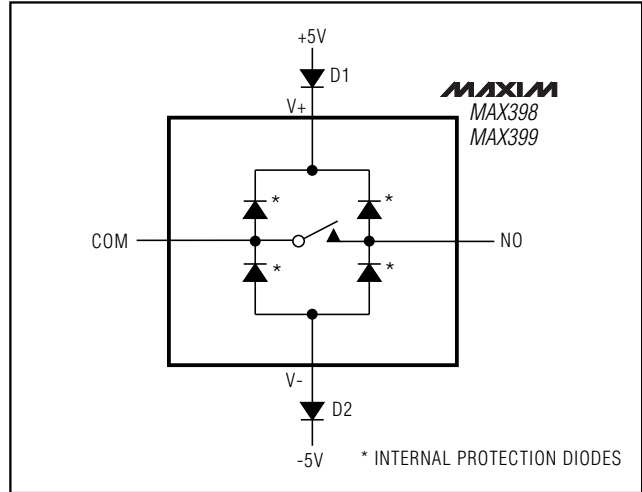 +5V
D1
V+
MAXIM
MAX398
MAX399
*
*
COM
NO
*
*
V-
D2
-5V
* INTERNAL PROTECTION DIODES